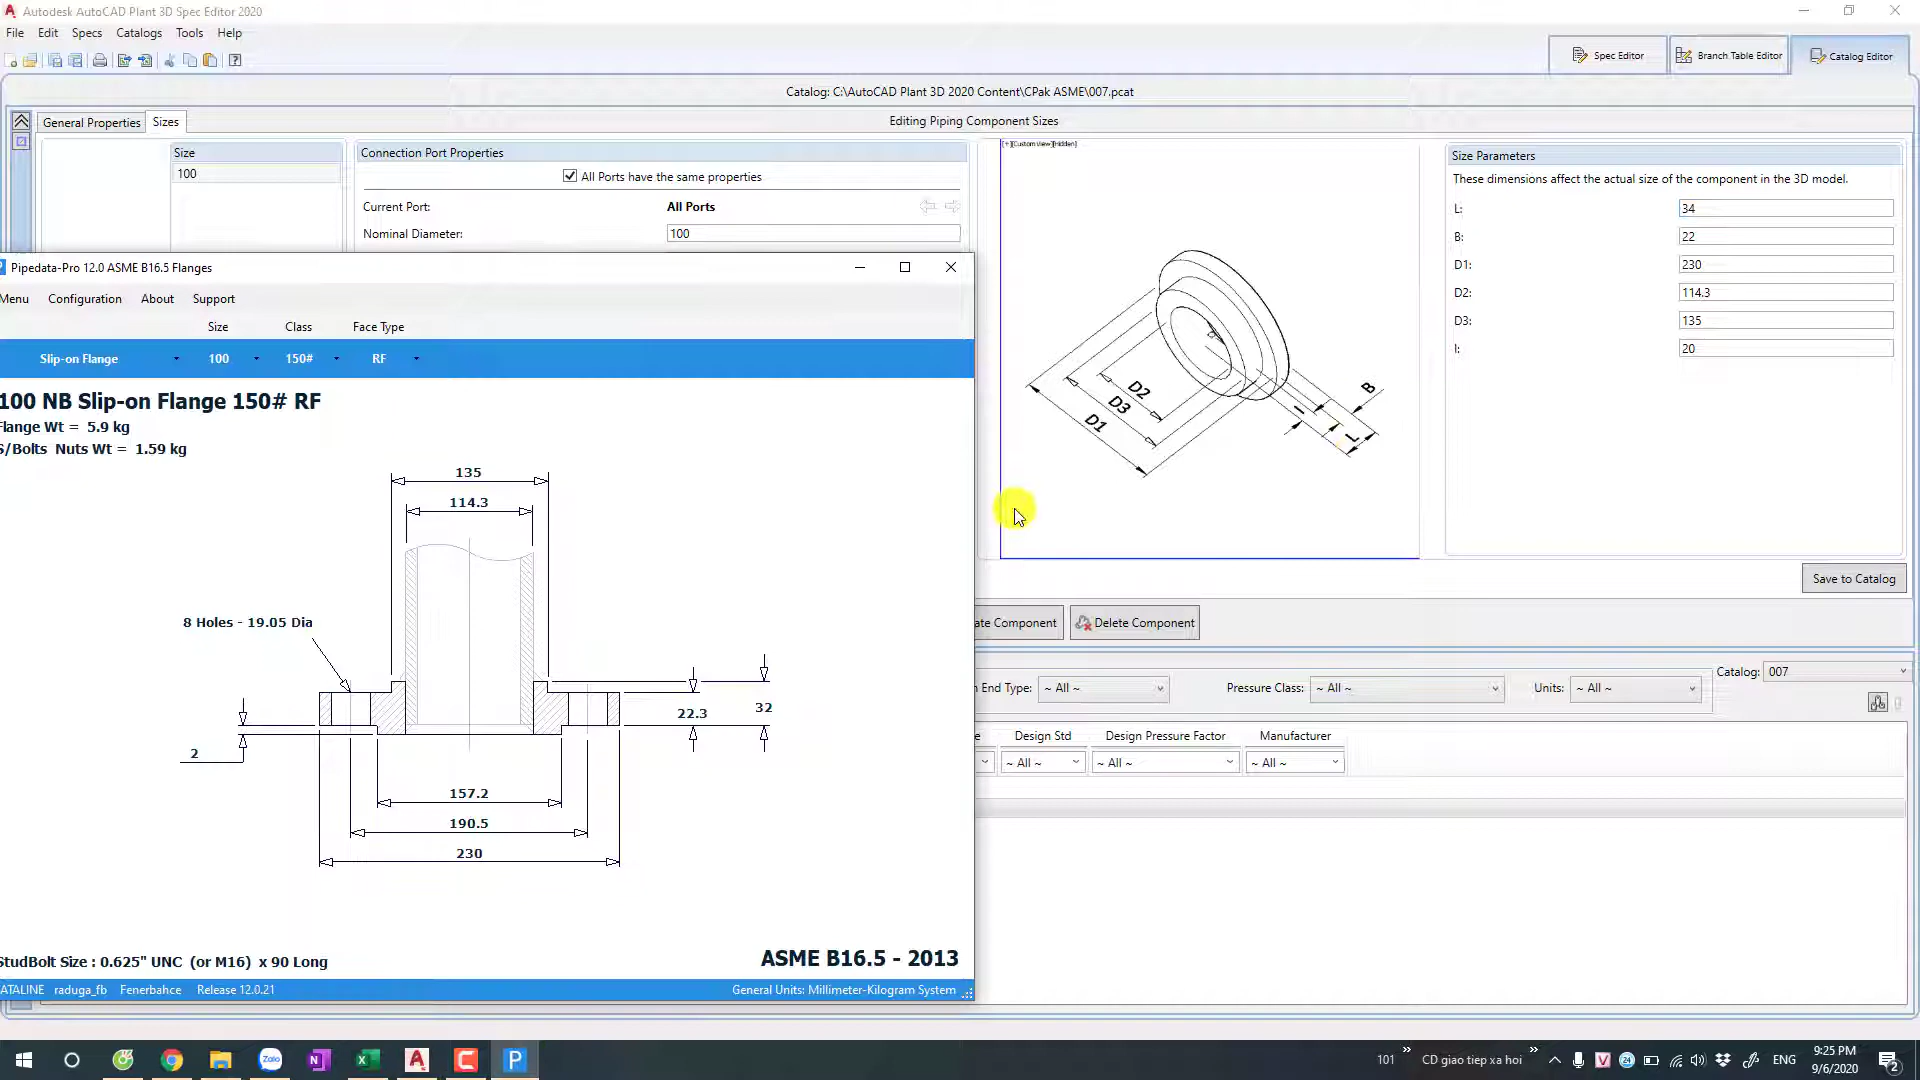 Autodesk AutoCAD Plant 3D Spec Editor 2020
File Edit Specs Catalogs Tools Help
Spec Editor Branch Table Editor Catalog Editor
Catalog: C:\AutoCAD Plant 3D 2020 Content\CPak ASME\007.pcat
General Properties Sizes Editing Piping Component Sizes
Size
100
Connection Port Properties
All Ports have the same properties
Current Port: All Ports
Nominal Diameter: 100
[+][Custom View][Hidden]
D2
D3
D1
B
I
L
Size Parameters
These dimensions affect the actual size of the component in the 3D model.
L: 34
B: 22
D1: 230
D2: 114.3
D3: 135
I: 20
Save to Catalog
ate Component Delete Component
Catalog: 007
n End Type: ~ All ~ Pressure Class: ~ All ~ Units: ~ All ~
e Design Std Design Pressure Factor Manufacturer
~ All ~ ~ All ~ ~ All ~
Pipedata-Pro 12.0 ASME B16.5 Flanges
Menu Configuration About Support
Size Class Face Type
Slip-on Flange 100 150# RF
100 NB Slip-on Flange 150# RF
Flange Wt = 5.9 kg
S/Bolts Nuts Wt = 1.59 kg
135
114.3
8 Holes - 19.05 Dia
22.3
32
2
157.2
190.5
230
StudBolt Size : 0.625" UNC (or M16) x 90 Long
ASME B16.5 - 2013
ATALINE raduga_fb Fenerbahce Release 12.0.21 General Units: Millimeter-Kilogram System
Zalo
101 » CD giao tiep xa hoi » ENG
9:25 PM
9/6/2020
2